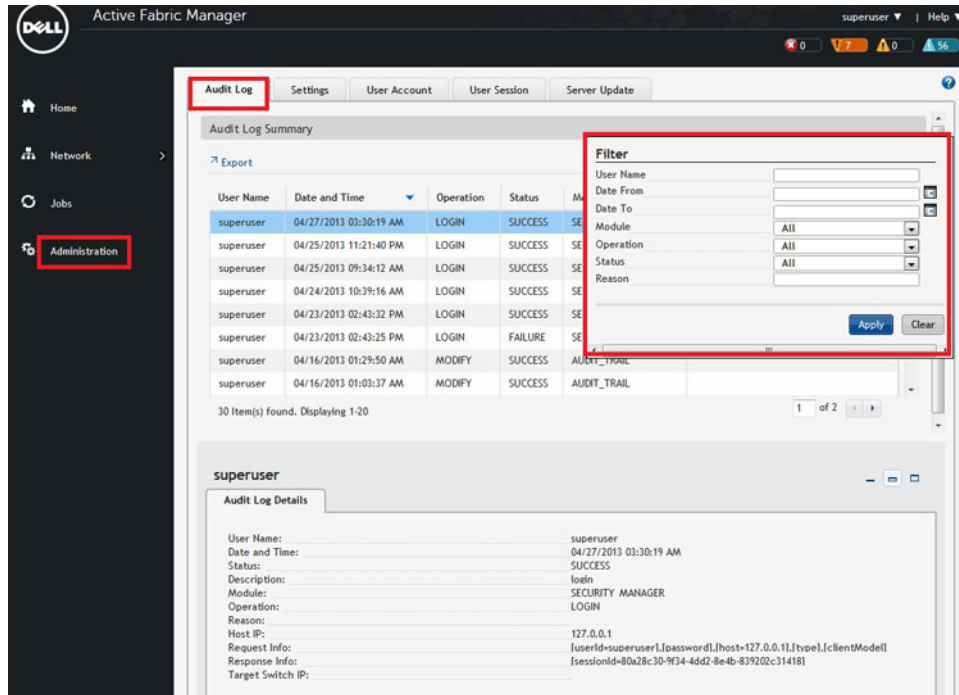 DELL
Active Fabric Manager
superuser ▼ | Help
0 7 0 56
Home
Network
Jobs
Administration
Audit Log Settings User Account User Session Server Update
Audit Log Summary
Export
User Name Date and Time Operation Status
superuser 04/27/2013 03:30:19 AM LOGIN SUCCESS SE
superuser 04/25/2013 11:21:40 PM LOGIN SUCCESS SE
superuser 04/25/2013 09:34:12 AM LOGIN SUCCESS SE
superuser 04/24/2013 10:39:16 AM LOGIN SUCCESS SE
superuser 04/23/2013 02:43:32 PM LOGIN SUCCESS SE
superuser 04/23/2013 02:43:25 PM LOGIN FAILURE SE
superuser 04/16/2013 01:29:50 AM MODIFY SUCCESS AUDIT_TRAIL
superuser 04/16/2013 01:03:37 AM MODIFY SUCCESS AUDIT_TRAIL
30 Item(s) found. Displaying 1-20
1 of 2
Filter
User Name
Date From
Date To
Module All
Operation All
Status All
Reason
Apply Clear
superuser
Audit Log Details
User Name: superuser
Date and Time: 04/27/2013 03:30:19 AM
Status: SUCCESS
Description: login
Module: SECURITY MANAGER
Operation: LOGIN
Reason:
Host IP: 127.0.0.1
Request Info: [userId=superuser],[password],[host=127.0.0.1],[type],[clientModel]
Response Info: [sessionId=80a28c30-9f34-4dd2-8e4b-839202c31418]
Target Switch IP: